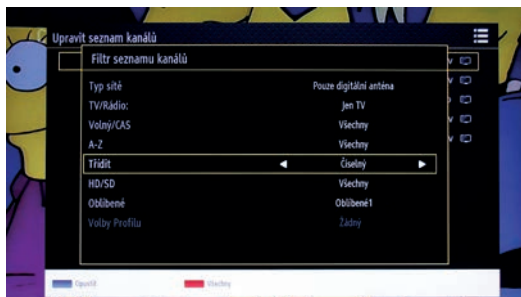 Upravit seznam kanálů
Filtr seznamu kanálů
Typ sítě Pouze digitální anténa
TV/Rádio: Jen TV
Volný/CAS Všechny
A-Z Všechny
Třídit Číselný
HD/SD Všechny
Oblíbené Oblíbené1
Volby Profilu Žádný
Opustit Všechny